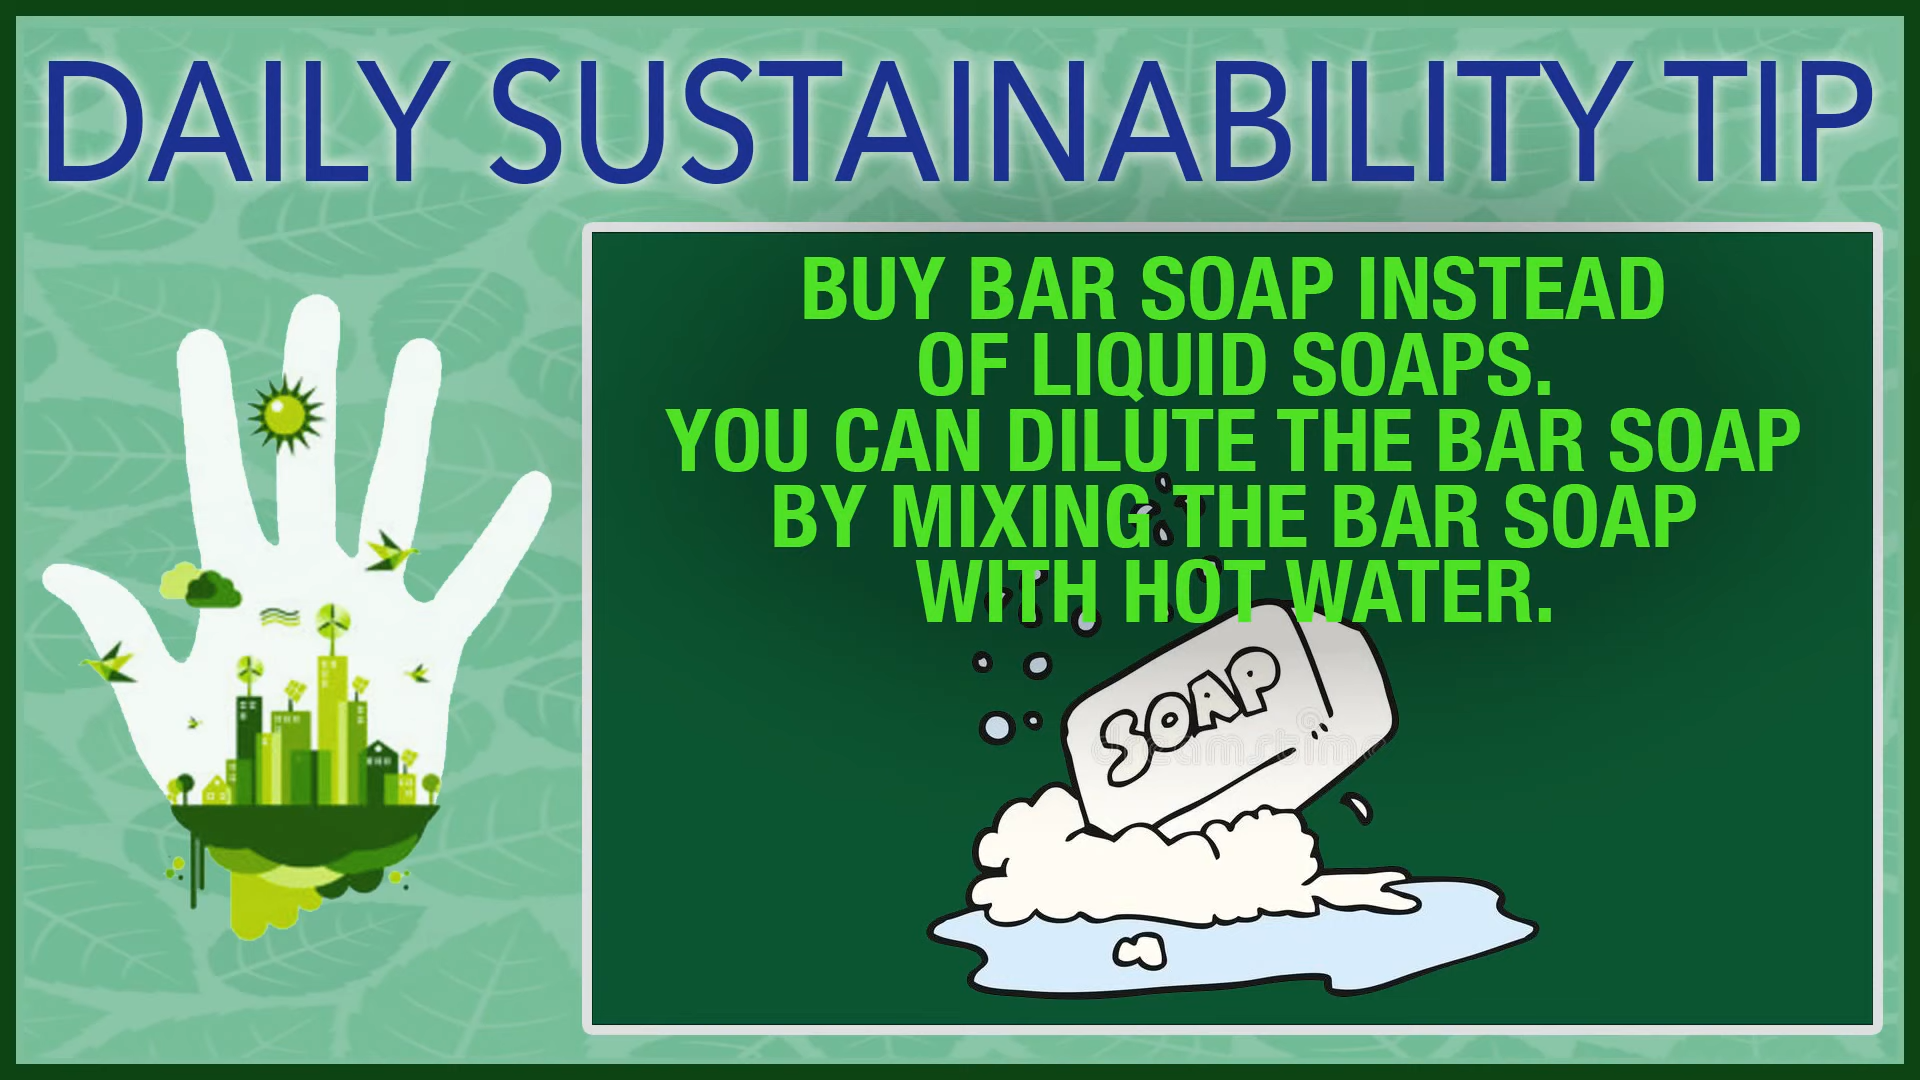 DAILY SUSTAINABILITY TIP
BUY BAR SOAP INSTEAD
OF LIQUID SOAPS.
YOU CAN DILUTE THE BAR SOAP
BY MIXING THE BAR SOAP
WITH HOT WATER.
SOAP